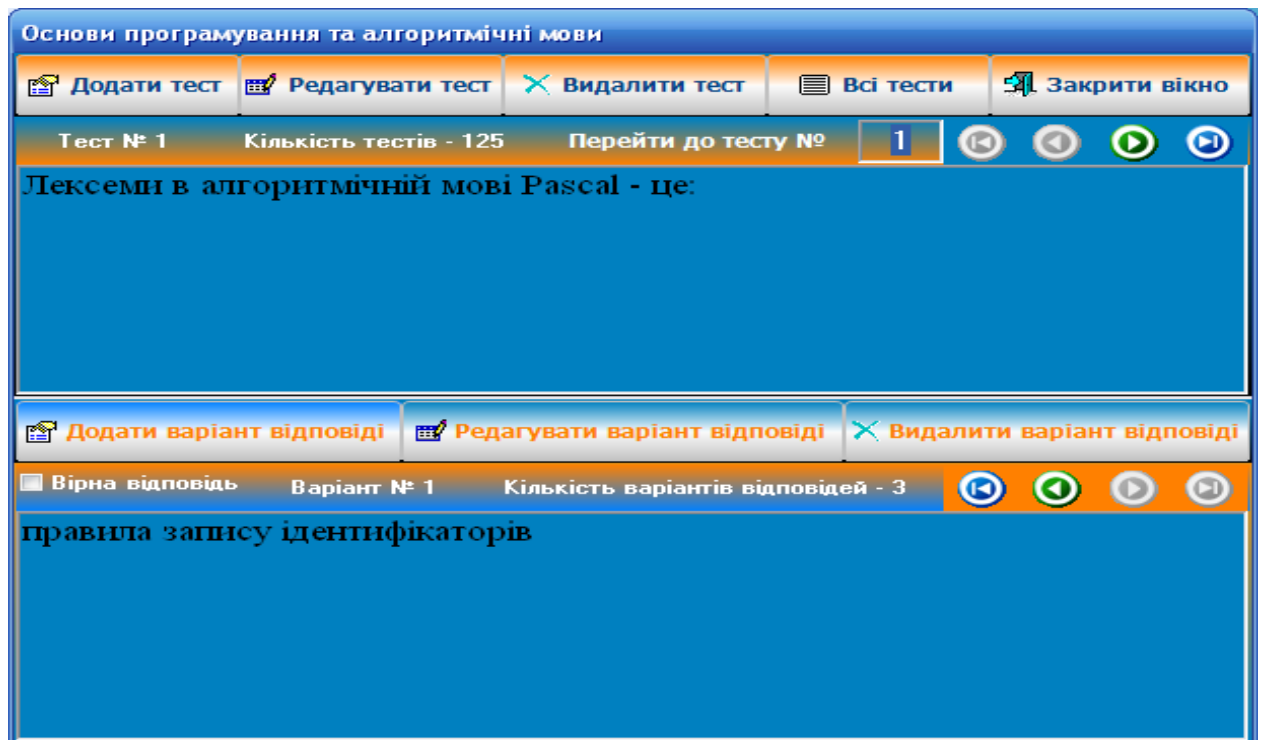 Основи програмування та алгоритмічні мови
Додати тест Редагувати тест Видалити тест Всі тести Закрити вікно
Тест № 1 Кількість тестів - 125 Перейти до тесту № 1
Лексеми в алгоритмічній мові Pascal - це:
Додати варіант відповіді Редагувати варіант відповіді Видалити варіант відповіді
Вірна відповідь Варіант № 1 Кількість варіантів відповідей - 3
правила запису ідентифікаторів